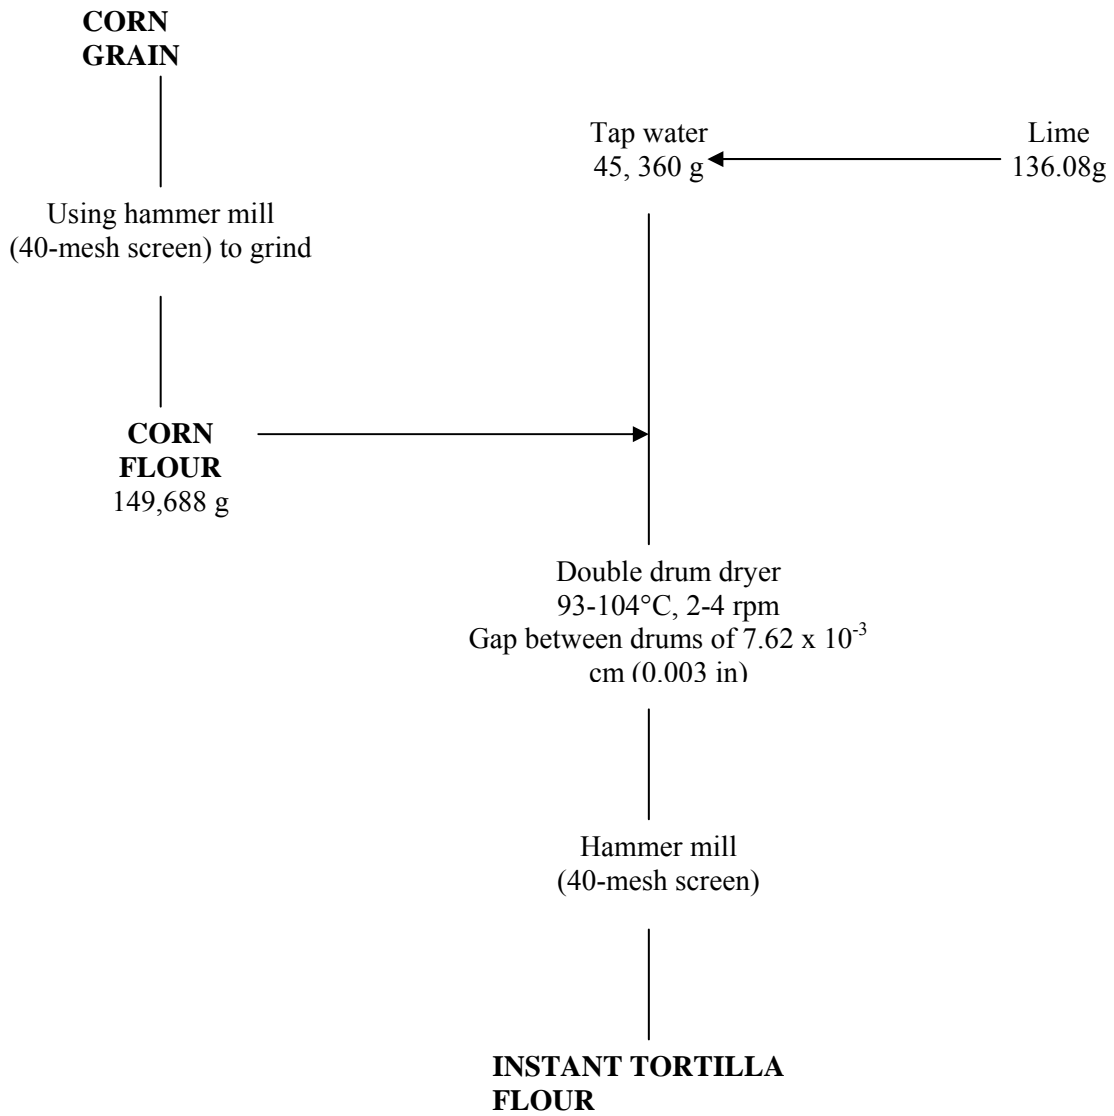 CORN
GRAIN
Tap water
45, 360 g
Lime
136.08g
Using hammer mill
(40-mesh screen) to grind
CORN
FLOUR
149,688 g
Double drum dryer
93-104°C, 2-4 rpm
Gap between drums of 7.62 x 10⁻³
cm (0.003 in)
Hammer mill
(40-mesh screen)
INSTANT TORTILLA
FLOUR